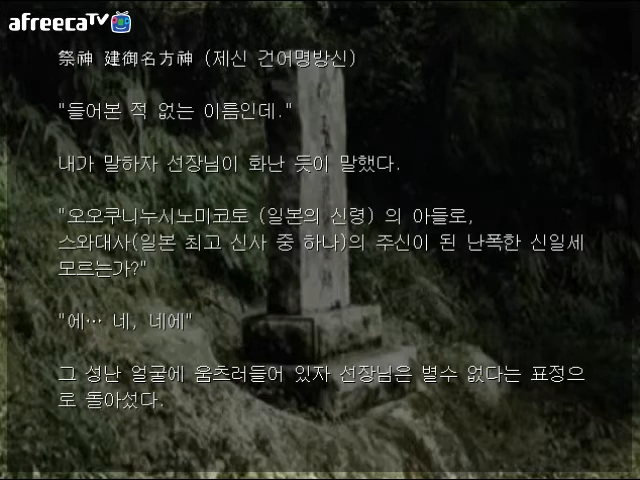 afreecaTV
祭神 建御名方神 (제신 건어명방신)
"들어본 적 없는 이름인데."
내가 말하자 선장님이 화난 듯이 말했다.
"오오쿠니누시노미코토 (일본의 신령) 의 아들로,
스와대사(일본 최고 신사 중 하나)의 주신이 된 난폭한 신일세
모르는가?"
"에… 네, 네에"
그 성난 얼굴에 움츠러들어 있자 선장님은 별수 없다는 표정으
로 돌아섰다.